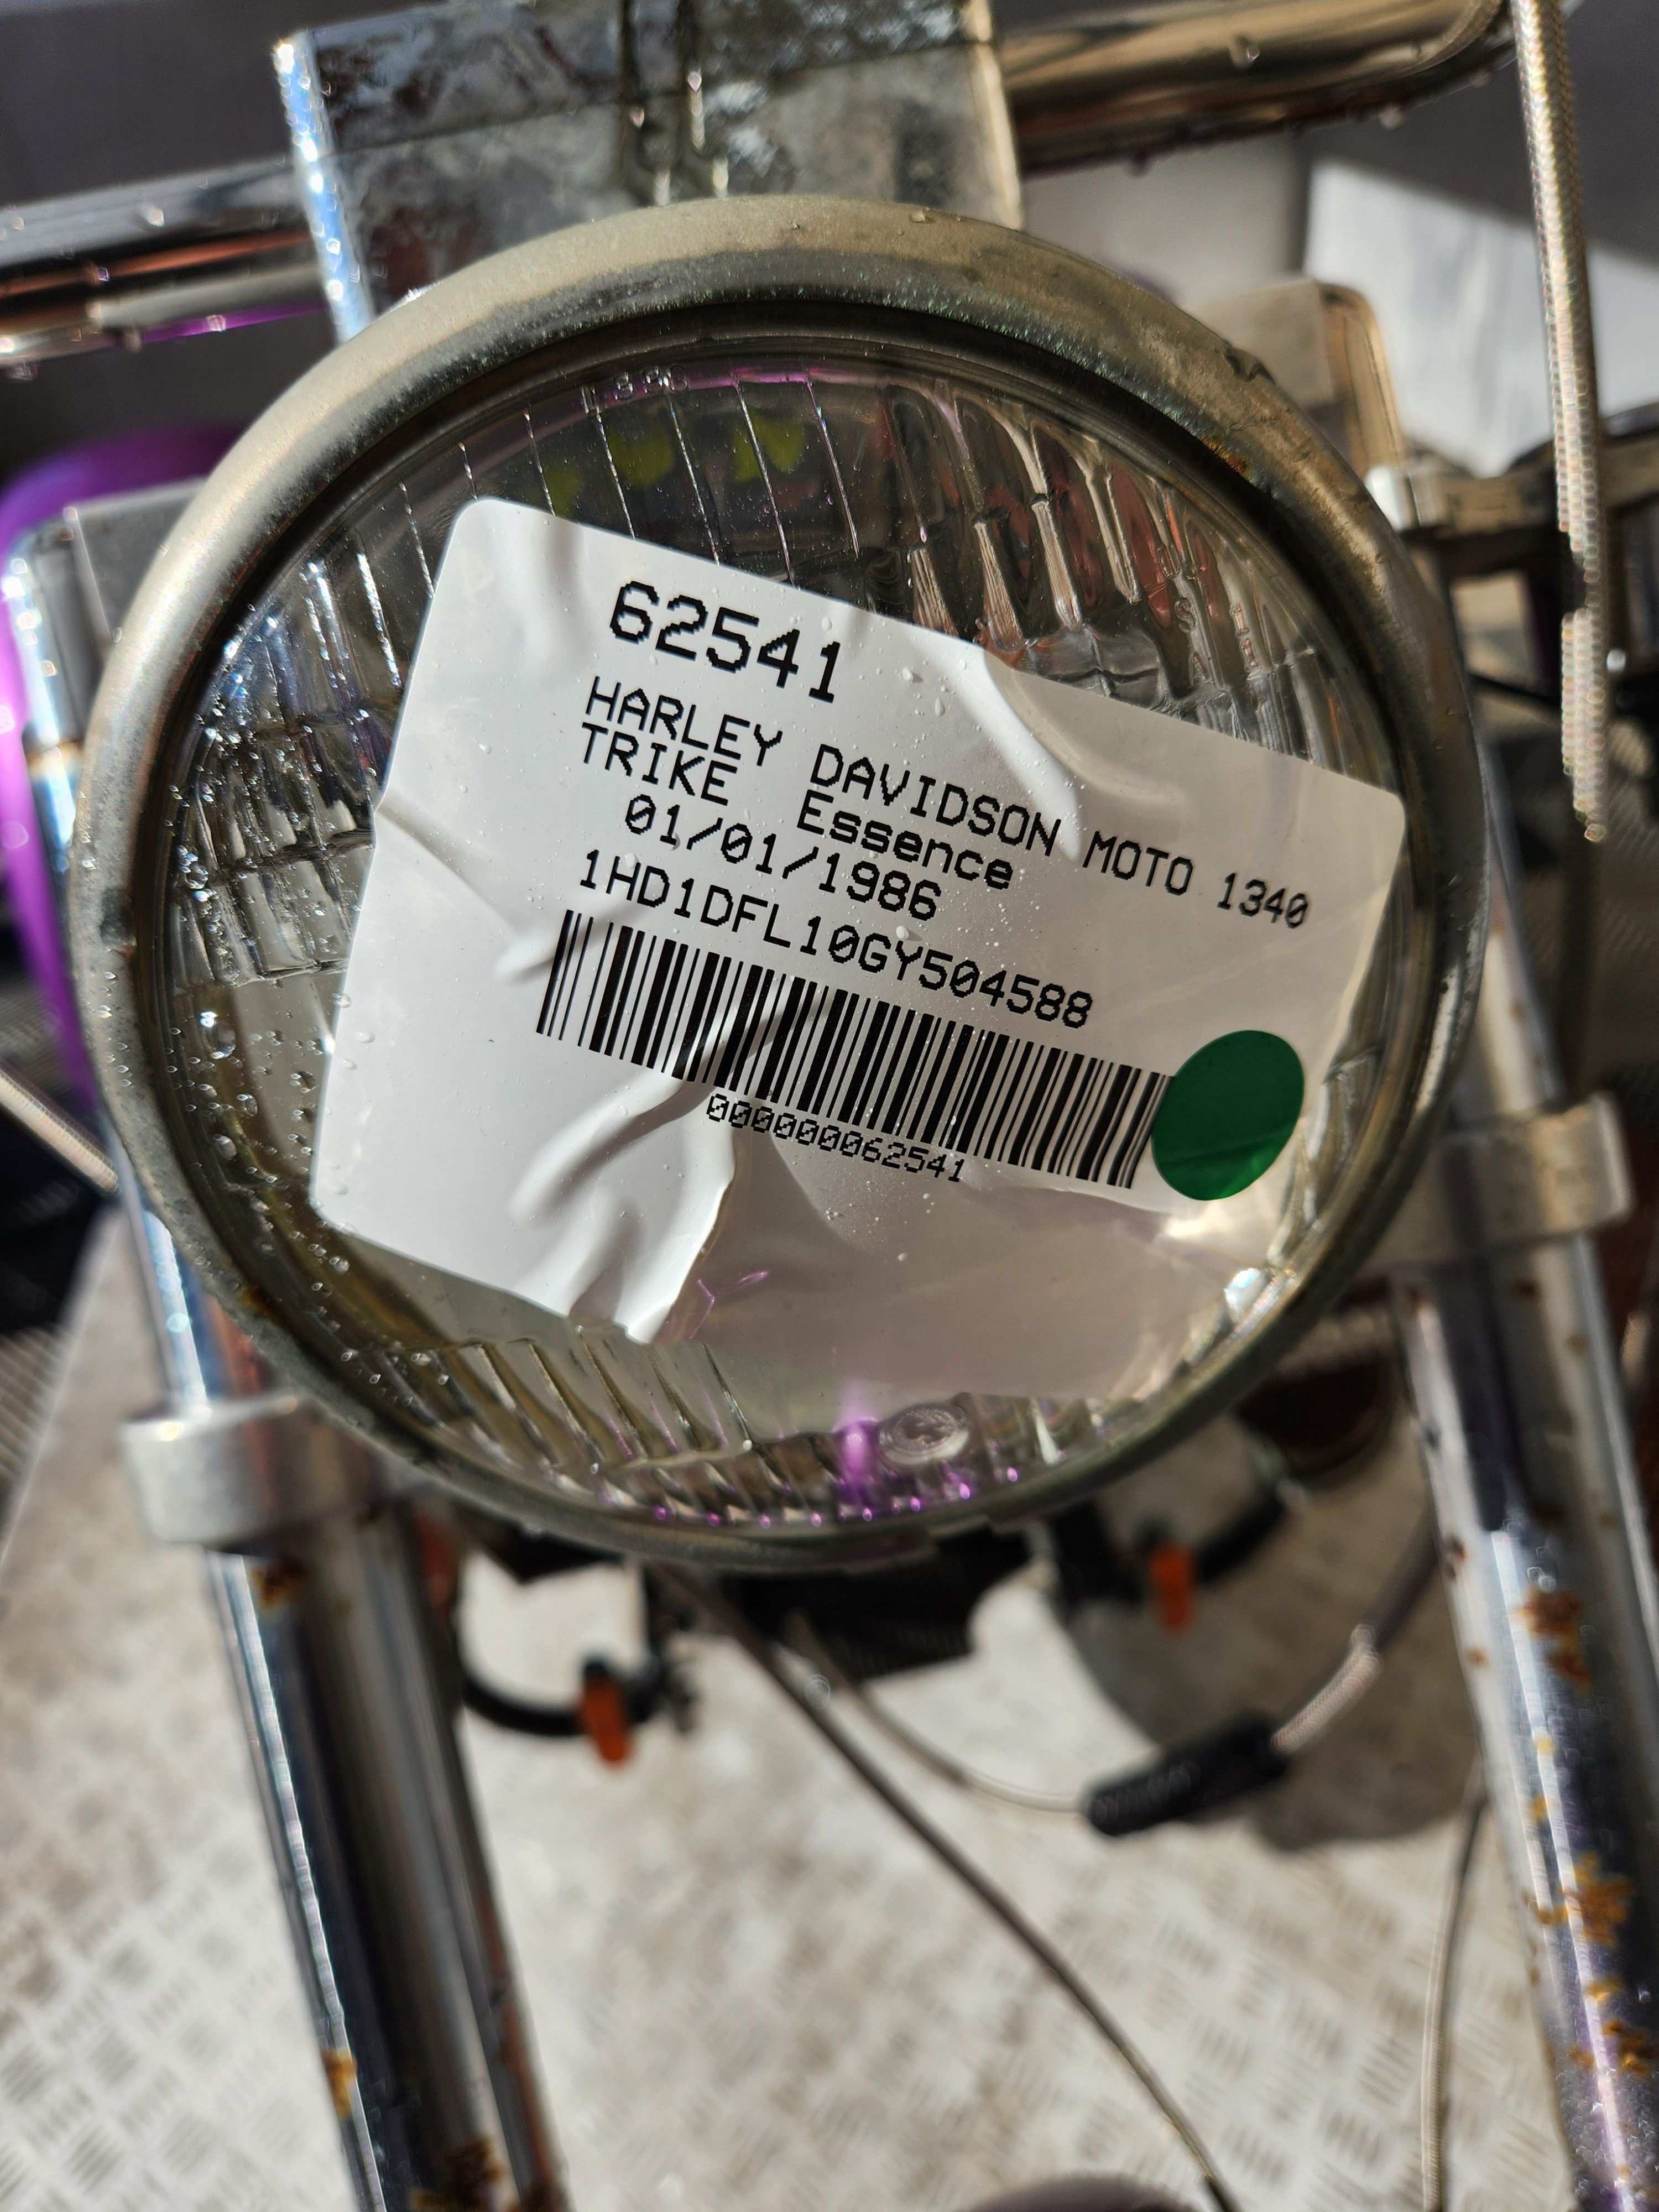 62541
HARLEY DAVIDSON MOTO 1340
TRIKE Essence
01/01/1986
1HD1DFL10GY504588
000000062541